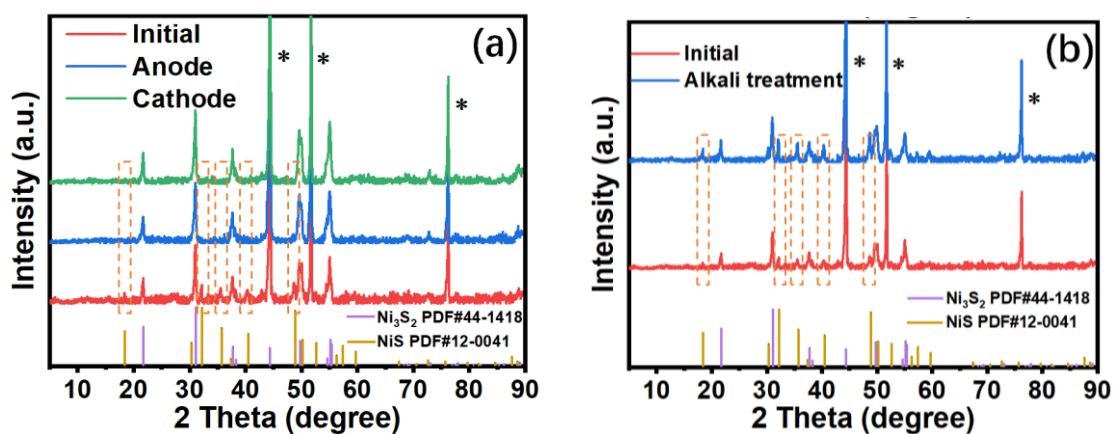 (a)
Initial
Anode
Cathode
* * *
Intensity (a.u.)
Ni₃S₂ PDF#44-1418
NiS PDF#12-0041
10 20 30 40 50 60 70 80 90
2 Theta (degree)
(b)
Initial
Alkali treatment
* * *
Intensity (a.u.)
Ni₃S₂ PDF#44-1418
NiS PDF#12-0041
10 20 30 40 50 60 70 80 90
2 Theta (degree)